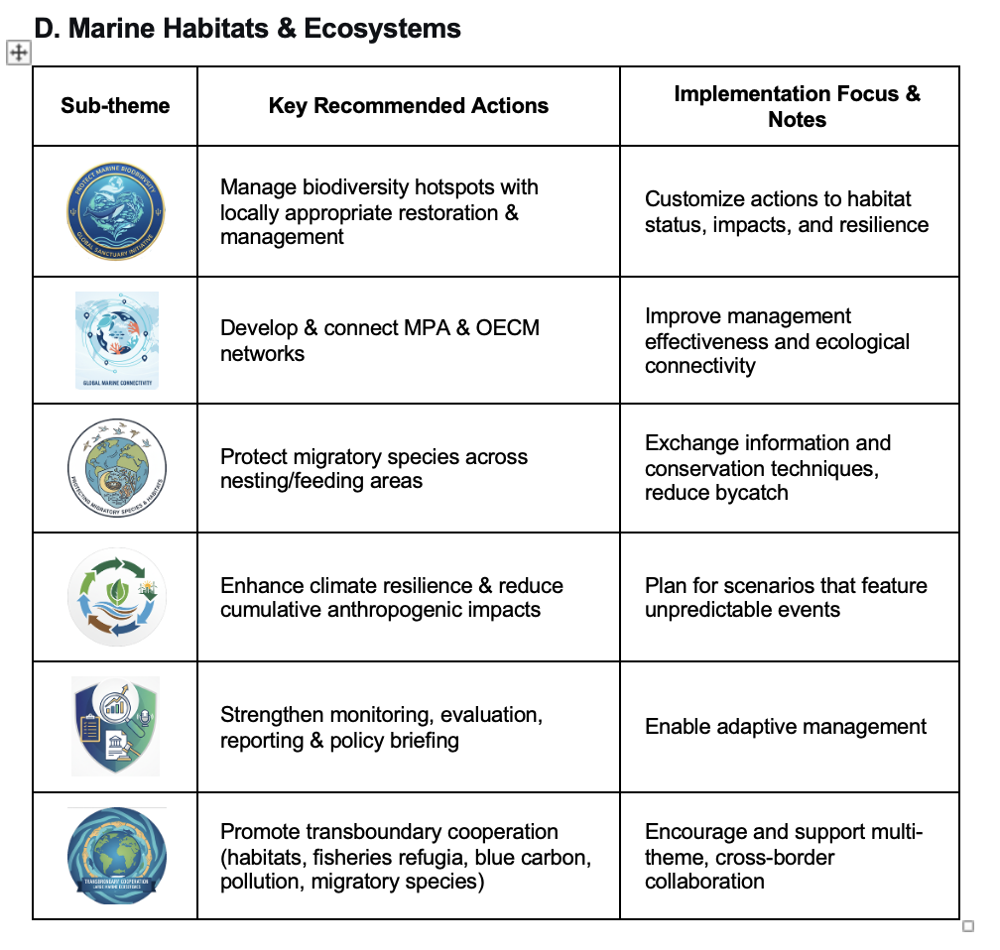 D. Marine Habitats & Ecosystems
Sub-theme
Key Recommended Actions
Implementation Focus &
Notes
PROTECT MARINE BIODIBVUSITY
GLOBAL SANCTUARY INITIATIVE
Manage biodiversity hotspots with
locally appropriate restoration &
management
Customize actions to habitat
status, impacts, and resilience
GLOBAL MARINE CONNECTIVITY
Develop & connect MPA & OECM
networks
Improve management
effectiveness and ecological
connectivity
PROTECTING MIGRATORY SPECIES & HABITATS
Protect migratory species across
nesting/feeding areas
Exchange information and
conservation techniques,
reduce bycatch
Enhance climate resilience & reduce
cumulative anthropogenic impacts
Plan for scenarios that feature
unpredictable events
Strengthen monitoring, evaluation,
reporting & policy briefing
Enable adaptive management
TRANSBOUNDARY COOPERATION
LARGE MARINE ECOSYSTEMS
Promote transboundary cooperation
(habitats, fisheries refugia, blue carbon,
pollution, migratory species)
Encourage and support multi-
theme, cross-border
collaboration